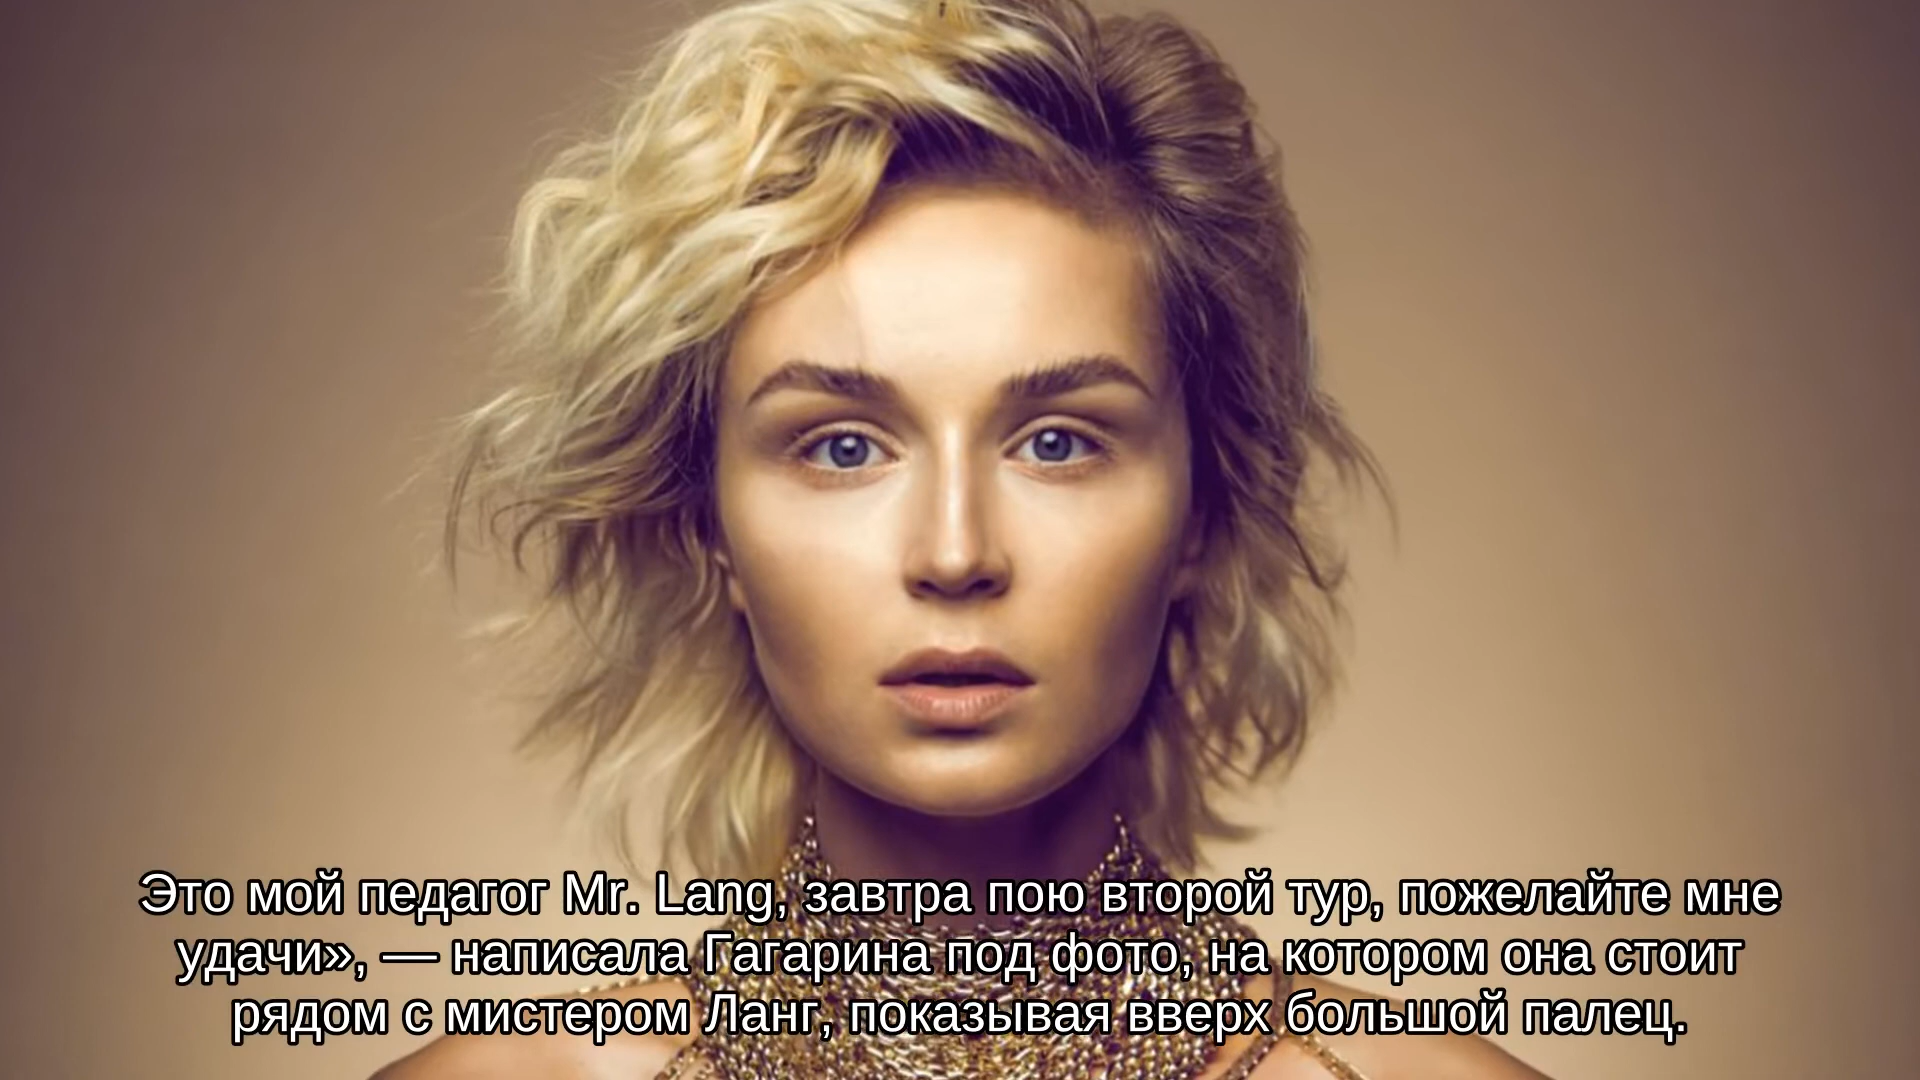 Это мой педагог Mr. Lang, завтра пою второй тур, пожелайте мне
удачи», — написала Гагарина под фото, на котором она стоит
рядом с мистером Ланг, показывая вверх большой палец.